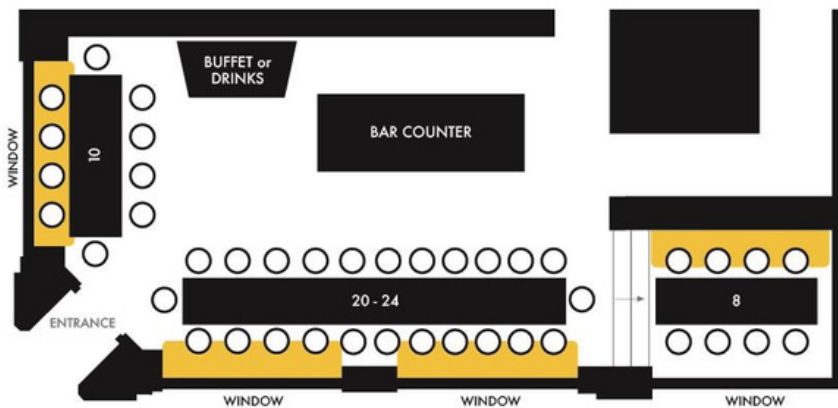 BUFFET or
DRINKS
BAR COUNTER
WINDOW
10
20 - 24
8
ENTRANCE
WINDOW
WINDOW
WINDOW